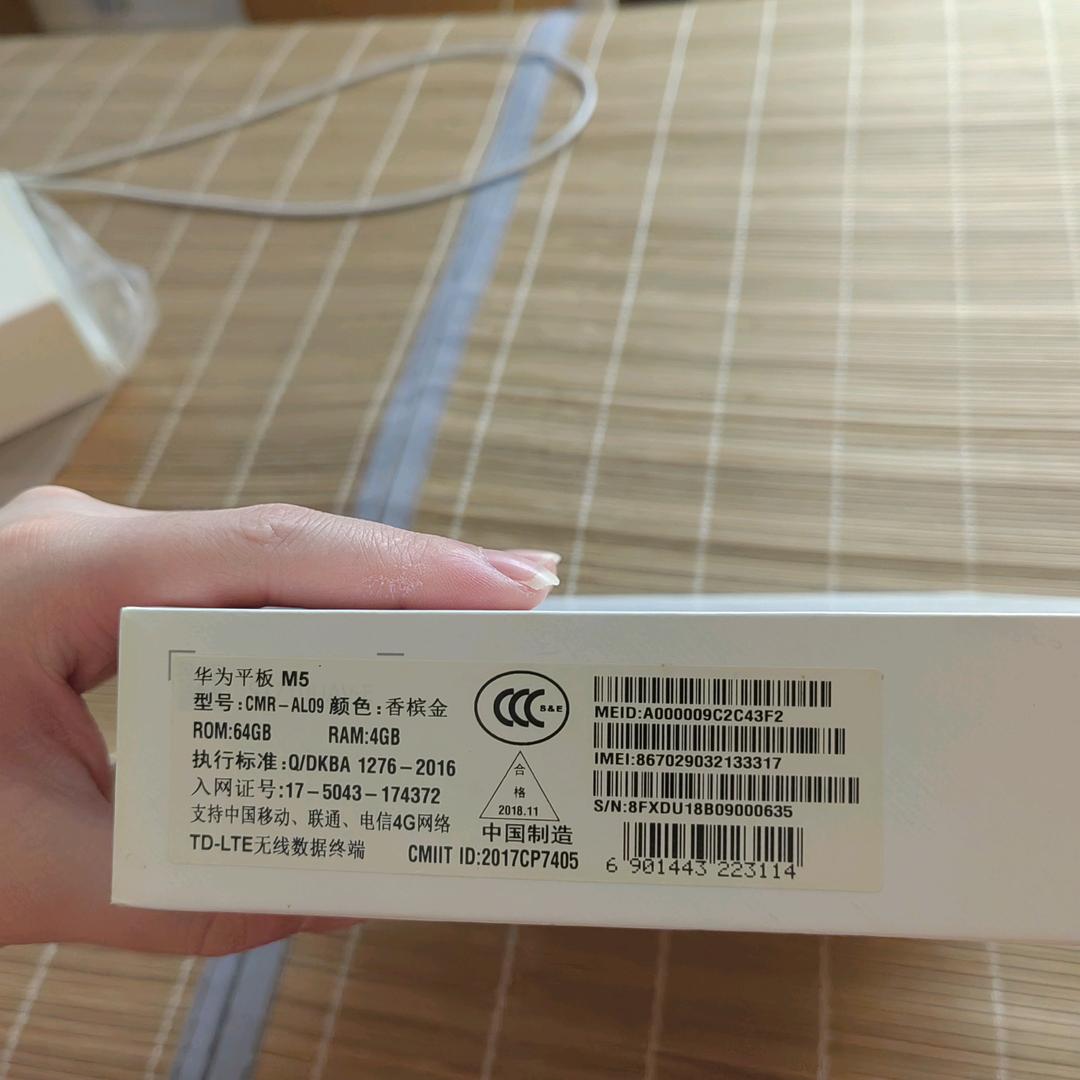 华为平板 M5
型号:CMR-AL09 颜色:香槟金
ROM:64GB RAM:4GB
执行标准:Q/DKBA 1276-2016
入网证号:17-5043-174372
支持中国移动、联通、电信4G网络
TD-LTE无线数据终端 CMIIT ID:2017CP7405
CCC S&E
合
格
2018.11
中国制造
MEID:A000009C2C43F2
IMEI:867029032133317
S/N:8FXDU18B09000635
6 901443 223114